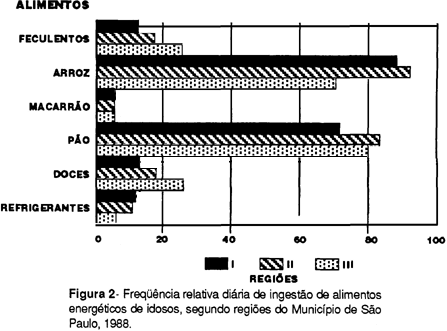 ALIMENTOS
FECULENTOS
ARROZ
MACARRÃO
PÃO
DOCES
REFRIGERANTES
0 20 40 60 80 100
I II III
REGIÕES
Figura 2- Freqüência relativa diária de ingestão de alimentos
energéticos de idosos, segundo regiões do Município de São
Paulo, 1988.